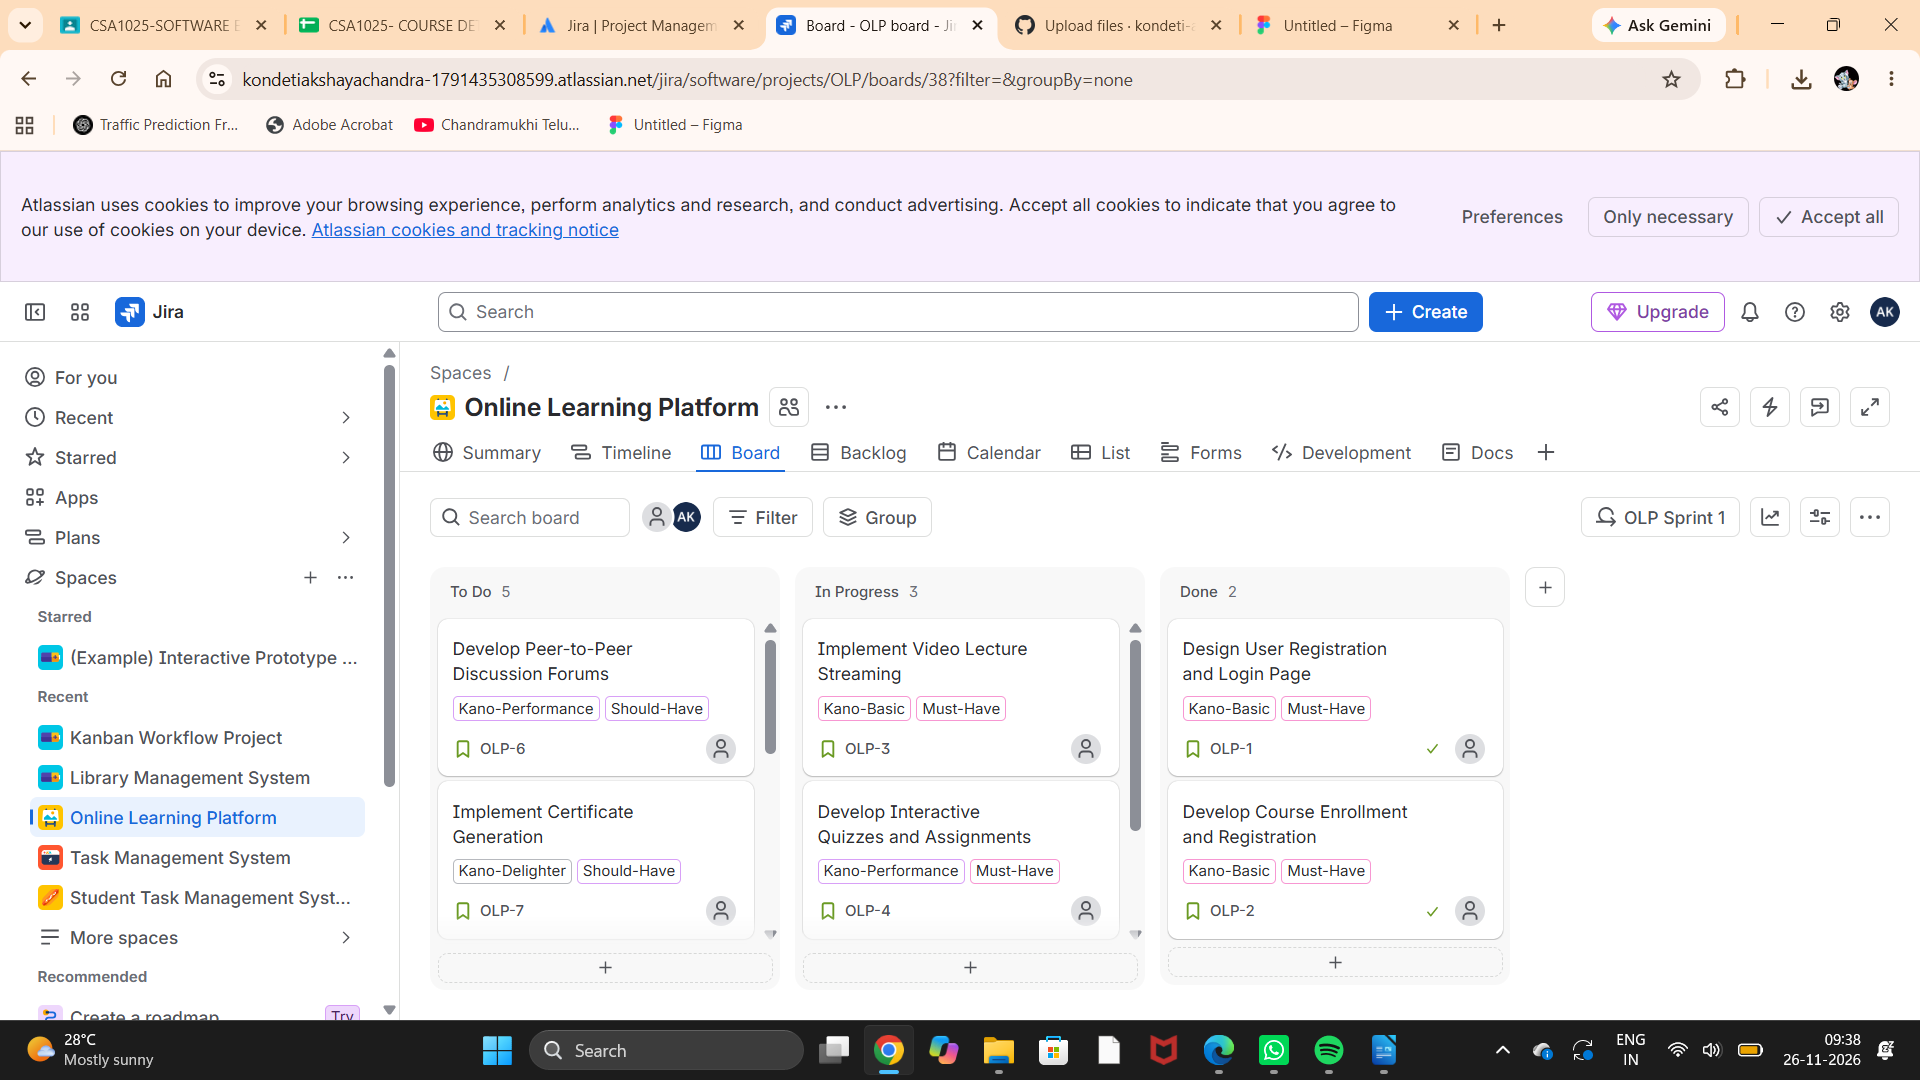 CSA1025-SOFTWARE E
CSA1025- COURSE DE
Jira | Project Managem
Board - OLP board - Ji
Upload files · kondeti-a
Untitled – Figma
Ask Gemini
kondetiakshayachandra-1791435308599.atlassian.net/jira/software/projects/OLP/boards/38?filter=&groupBy=none
Traffic Prediction Fr...
Adobe Acrobat
Chandramukhi Telu...
Untitled – Figma
Atlassian uses cookies to improve your browsing experience, perform analytics and research, and conduct advertising. Accept all cookies to indicate that you agree to
our use of cookies on your device. Atlassian cookies and tracking notice
Preferences
Only necessary
Accept all
Jira
Search
Create
Upgrade
AK
For you
Recent
Starred
Apps
Plans
Spaces
Starred
(Example) Interactive Prototype ...
Recent
Kanban Workflow Project
Library Management System
Online Learning Platform
Task Management System
Student Task Management Syst...
More spaces
Recommended
Create a roadmap
Try
Spaces /
Online Learning Platform
Summary
Timeline
Board
Backlog
Calendar
List
Forms
Development
Docs
Search board
AK
Filter
Group
OLP Sprint 1
To Do 5
Develop Peer-to-Peer
Discussion Forums
Kano-Performance
Should-Have
OLP-6
Implement Certificate
Generation
Kano-Delighter
Should-Have
OLP-7
In Progress 3
Implement Video Lecture
Streaming
Kano-Basic
Must-Have
OLP-3
Develop Interactive
Quizzes and Assignments
Kano-Performance
Must-Have
OLP-4
Done 2
Design User Registration
and Login Page
Kano-Basic
Must-Have
OLP-1
Develop Course Enrollment
and Registration
Kano-Basic
Must-Have
OLP-2
28°C
Mostly sunny
Search
ENG
IN
09:38
26-11-2026